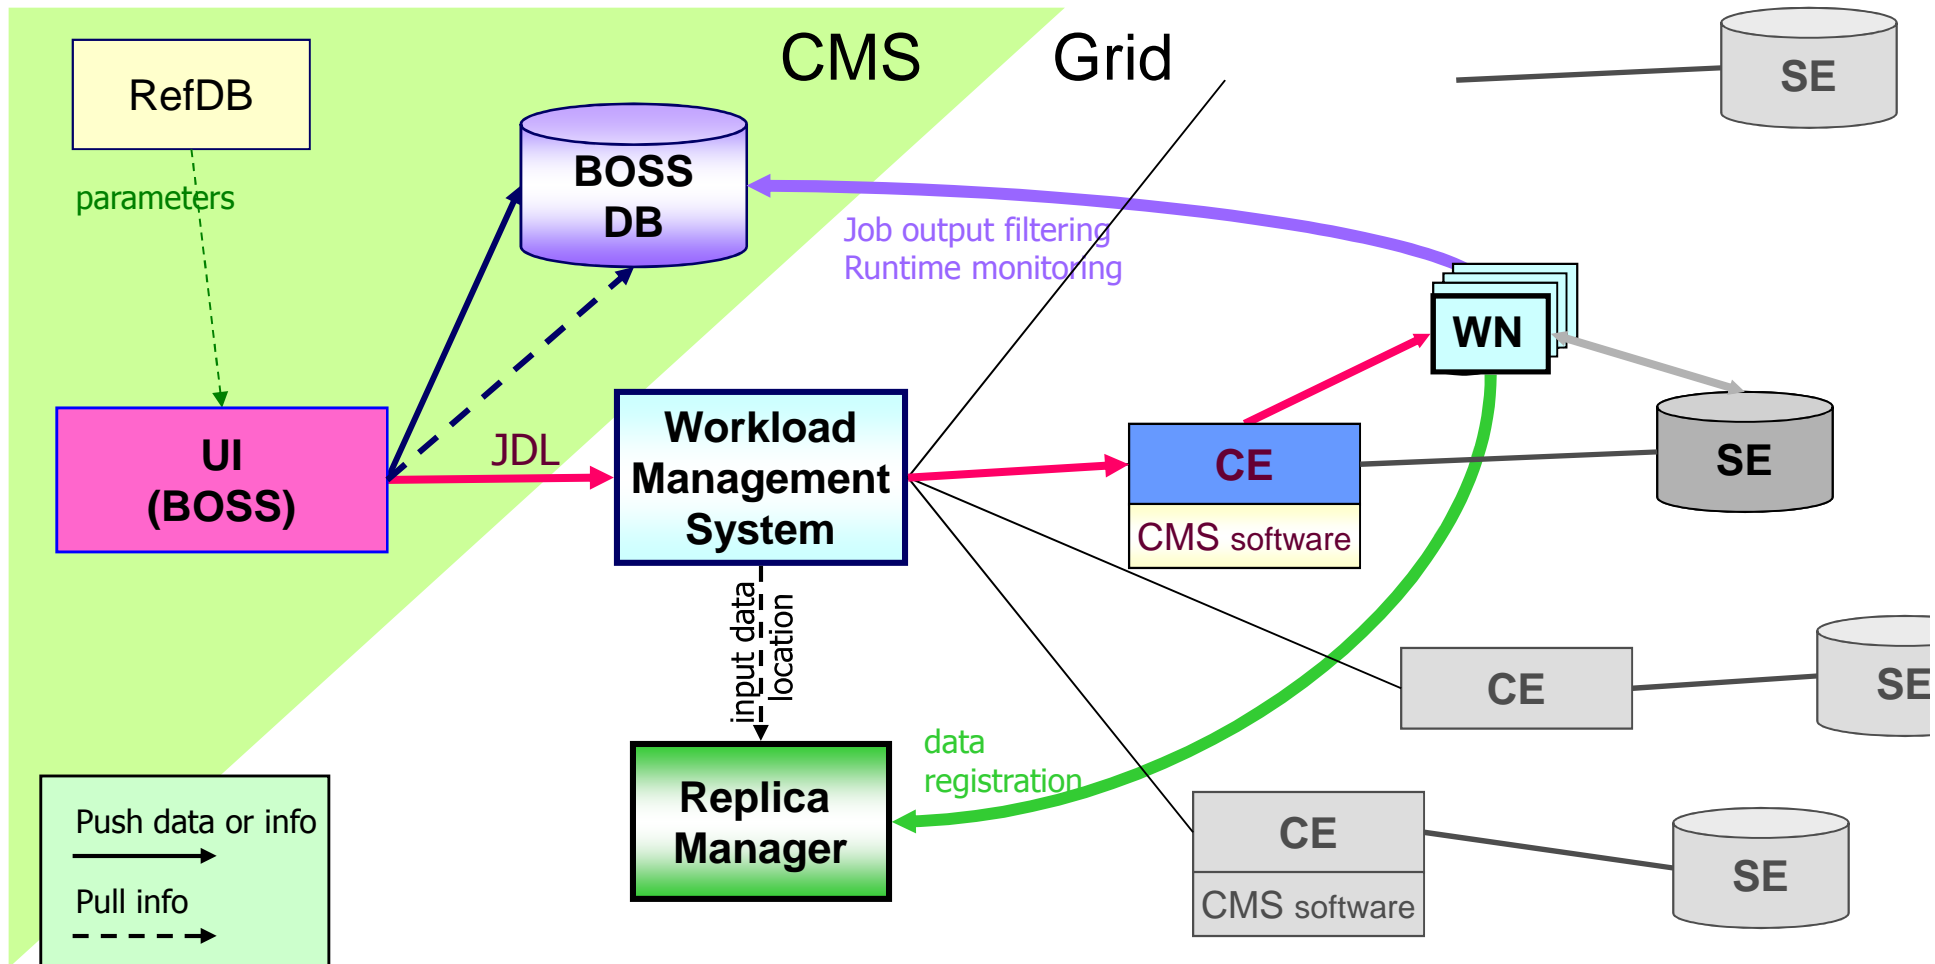 CMS
Grid
SE
RefDB
parameters
BOSS
DB
Job output filtering
Runtime monitoring
WN
UI
(BOSS)
JDL
Workload
Management
System
CE
CMS software
SE
input data
location
CE
SE
data
registration
Replica
Manager
CE
CMS software
SE
Push data or info
Pull info